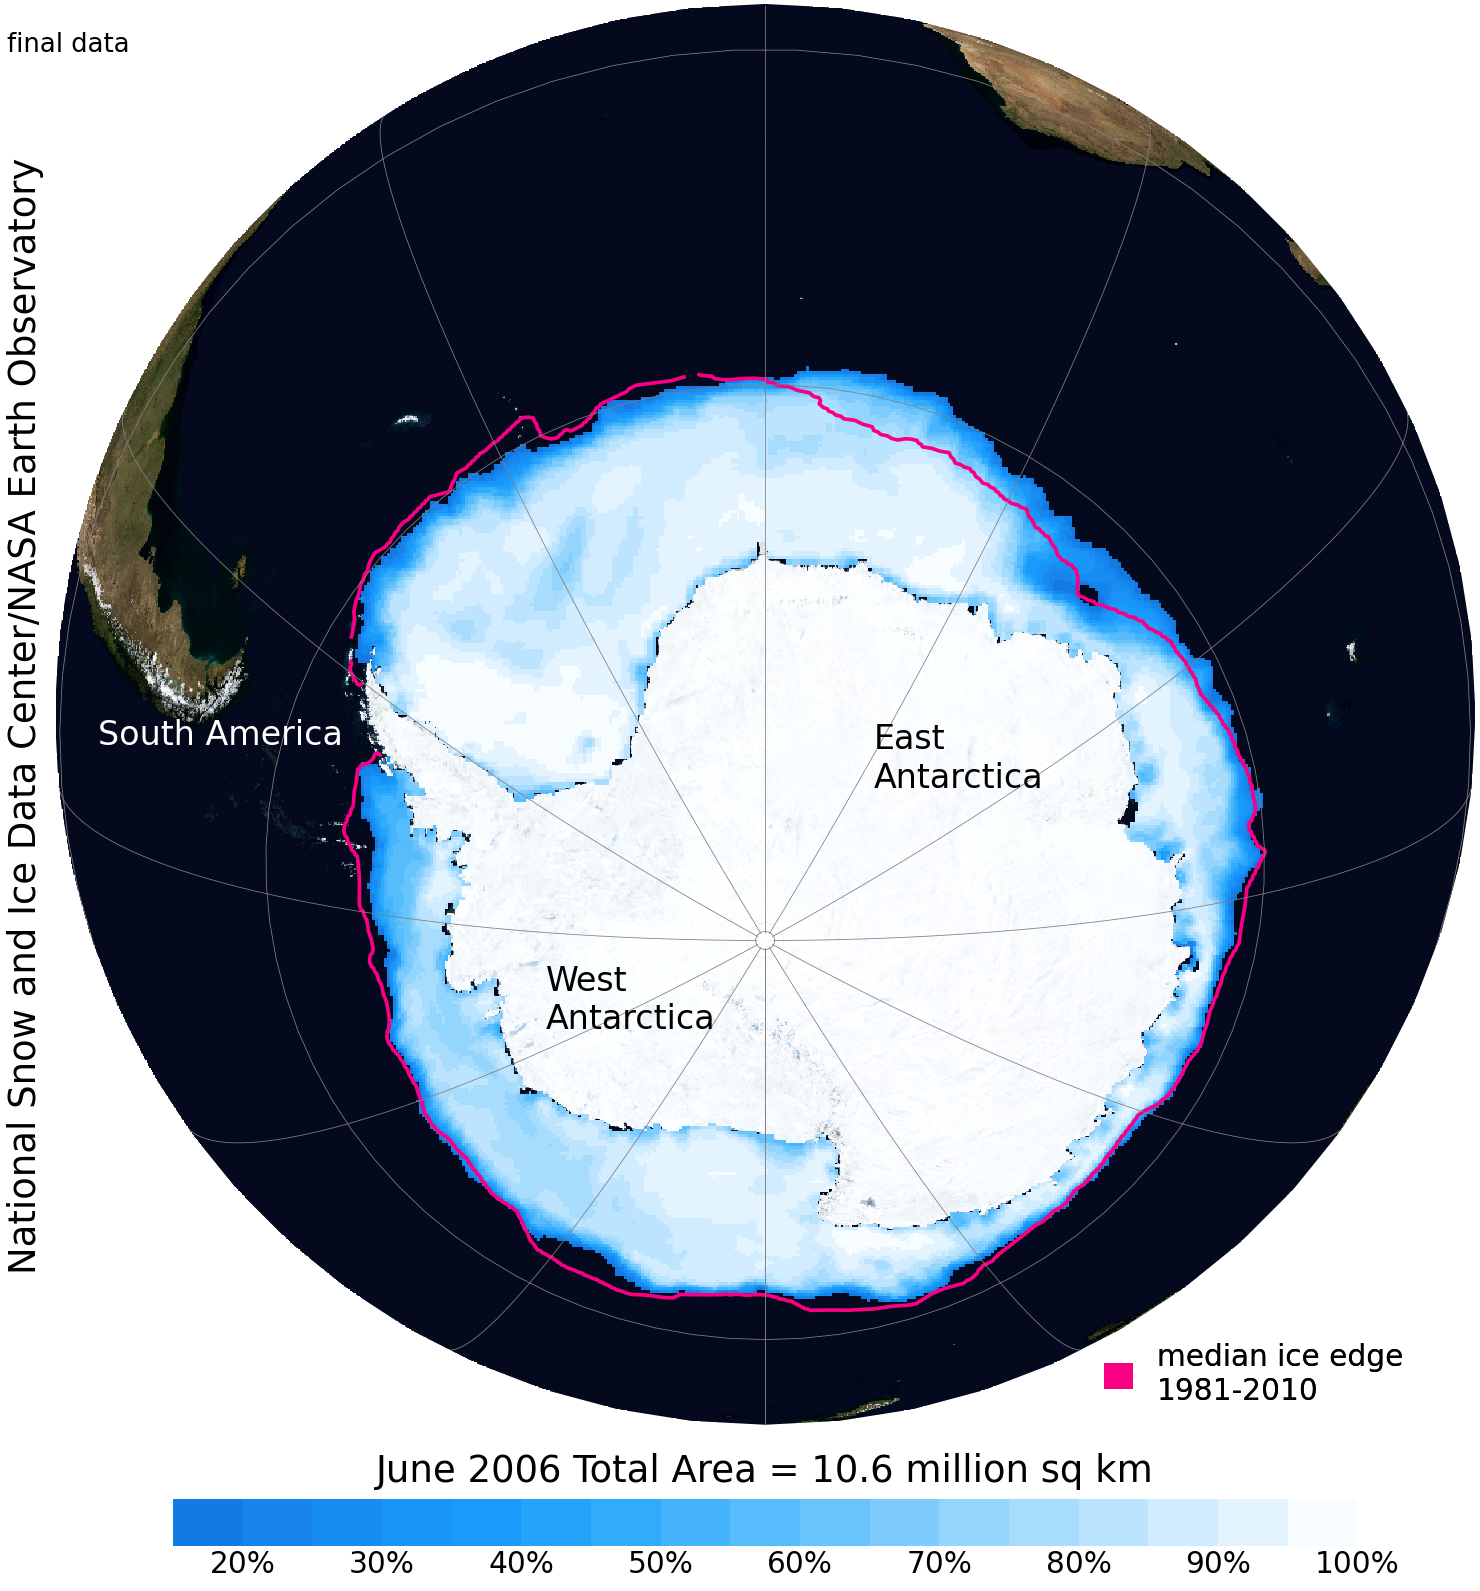 final data
National Snow and Ice Data Center/NASA Earth Observatory
South America
East
Antarctica
West
Antarctica
median ice edge
1981-2010
June 2006 Total Area = 10.6 million sq km
20% 30% 40% 50% 60% 70% 80% 90% 100%